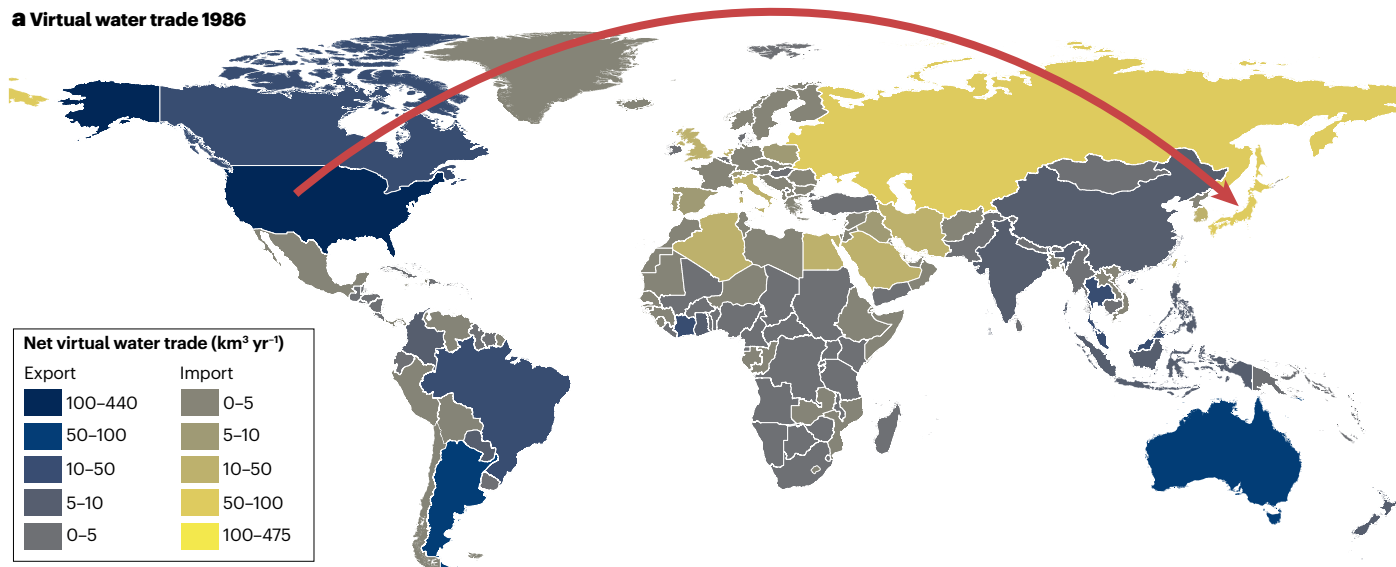 a Virtual water trade 1986
Net virtual water trade (km³ yr⁻¹)
Export Import
100–440 0–5
50–100 5–10
10–50 10–50
5–10 50–100
0–5 100–475